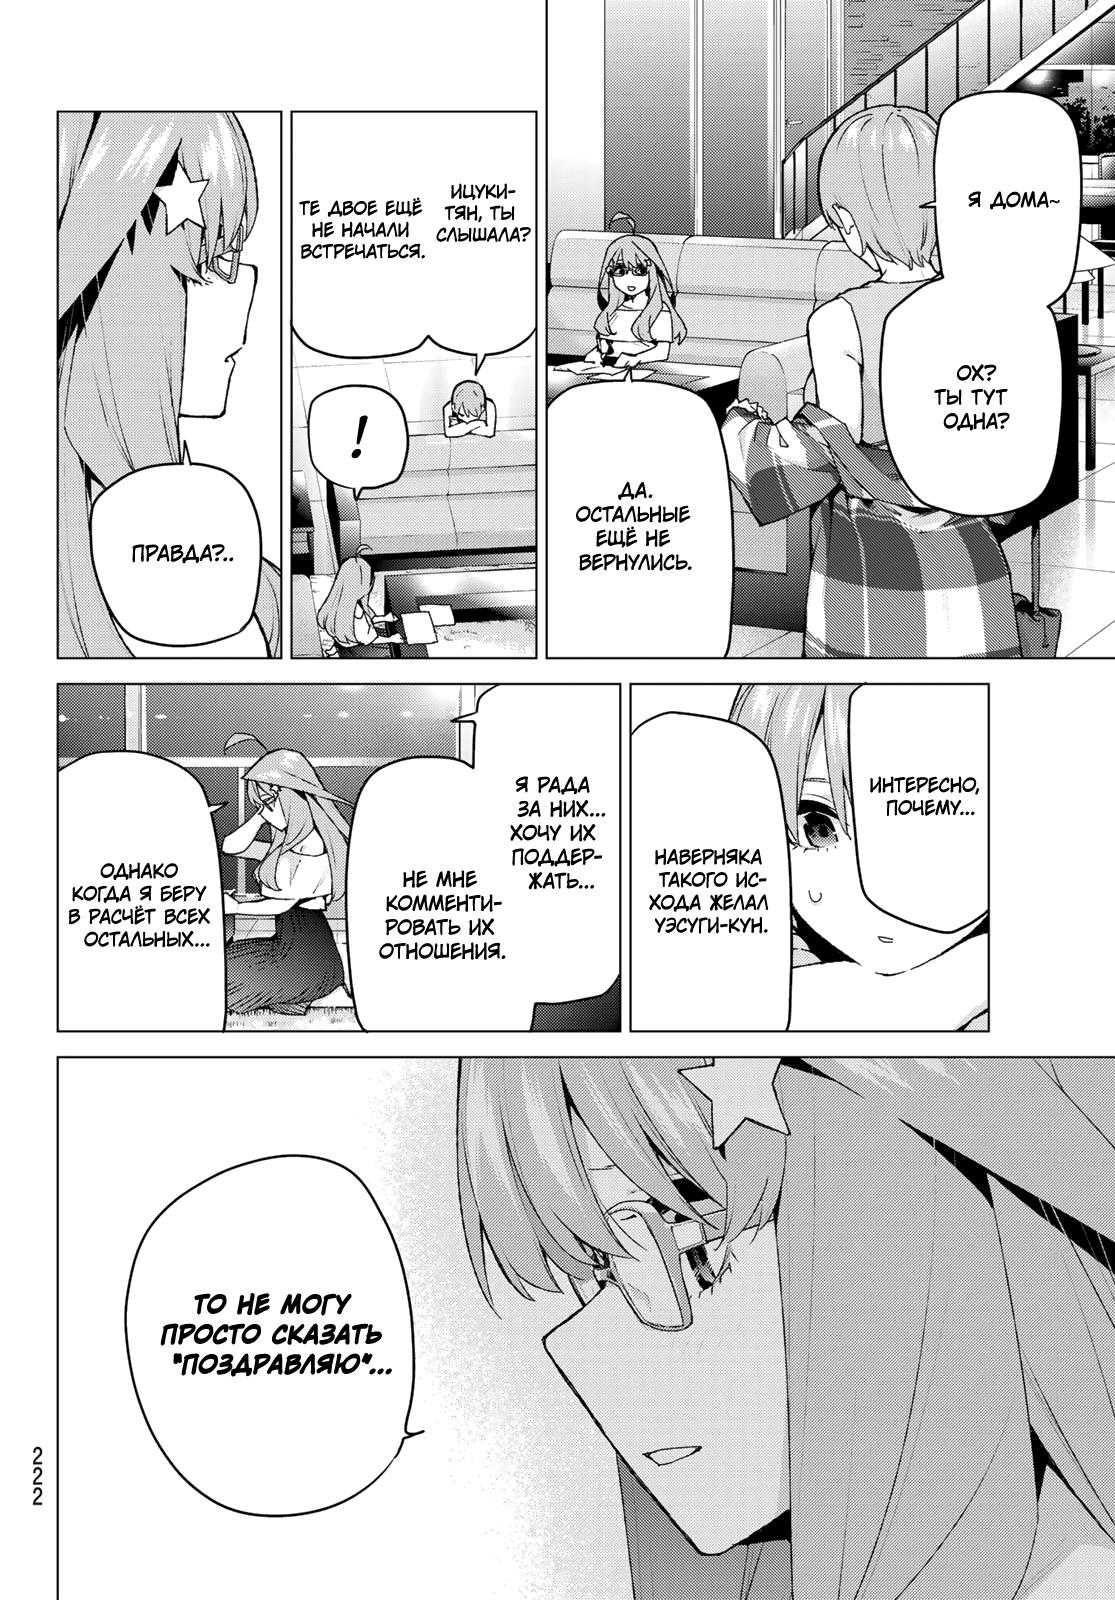 Я ДОМА~
ОХ?
ТЫ ТУТ
ОДНА?
ДА.
ОСТАЛЬНЫЕ
ЕЩЁ НЕ
ВЕРНУЛИСЬ.
ИЦУКИ-
ТЯН, ТЫ
СЛЫШАЛА?
ТЕ ДВОЕ ЕЩЁ
НЕ НАЧАЛИ
ВСТРЕЧАТЬСЯ.
!
ПРАВДА?..
ИНТЕРЕСНО,
ПОЧЕМУ...
НАВЕРНЯКА
ТАКОГО ИС-
ХОДА ЖЕЛАЛ
УЭСУГИ-КУН.
Я РАДА
ЗА НИХ...
ХОЧУ ИХ
ПОДДЕР-
ЖАТЬ...
НЕ МНЕ
КОММЕНТИ-
РОВАТЬ ИХ
ОТНОШЕНИЯ.
ОДНАКО
КОГДА Я БЕРУ
В РАСЧЁТ ВСЕХ
ОСТАЛЬНЫХ...
ТО НЕ МОГУ
ПРОСТО СКАЗАТЬ
"ПОЗДРАВЛЯЮ"...
222